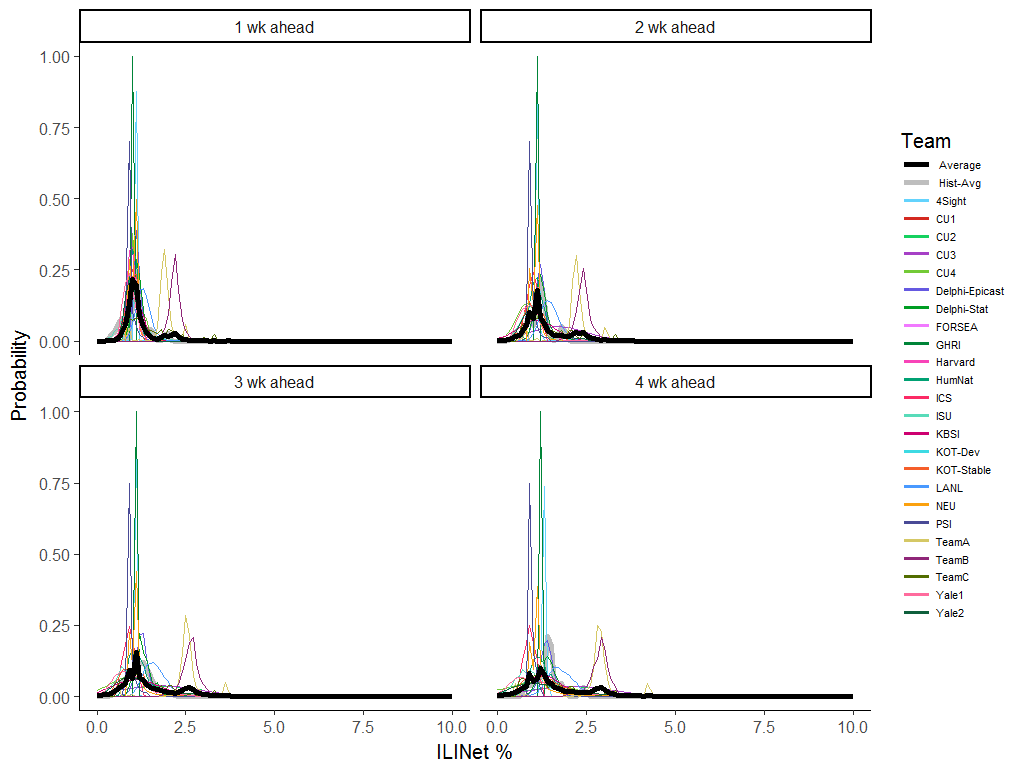 1 wk ahead
2 wk ahead
1.00
0.75
0.50
0.25
0.00
3 wk ahead
4 wk ahead
1.00
0.75
0.50
0.25
0.00
0.0
2.5
5.0
7.5
10.0
0.0
2.5
5.0
7.5
10.0
Probability
ILINet %
Team
Average
Hist-Avg
4Sight
CU1
CU2
CU3
CU4
Delphi-Epicast
Delphi-Stat
FORSEA
GHRI
Harvard
HumNat
ICS
ISU
KBSI
KOT-Dev
KOT-Stable
LANL
NEU
PSI
TeamA
TeamB
TeamC
Yale1
Yale2